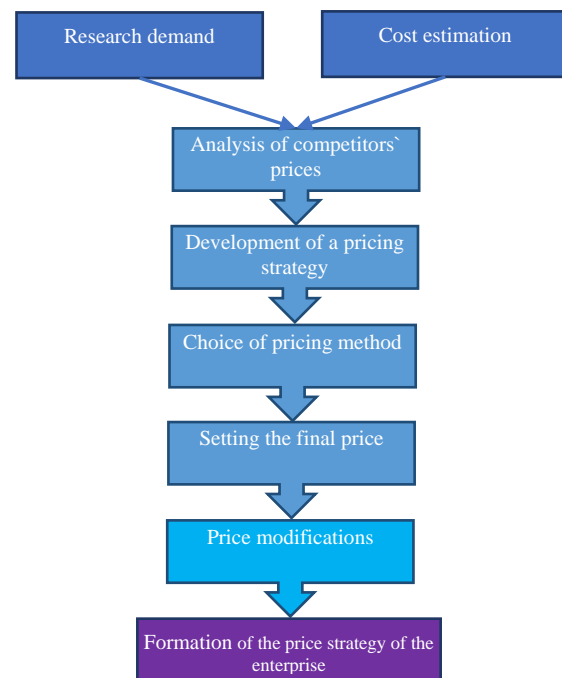 Research demand
Cost estimation
Analysis of competitors`
prices
Development of a pricing
strategy
Choice of pricing method
Setting the final price
Price modifications
Formation of the price strategy of the
enterprise